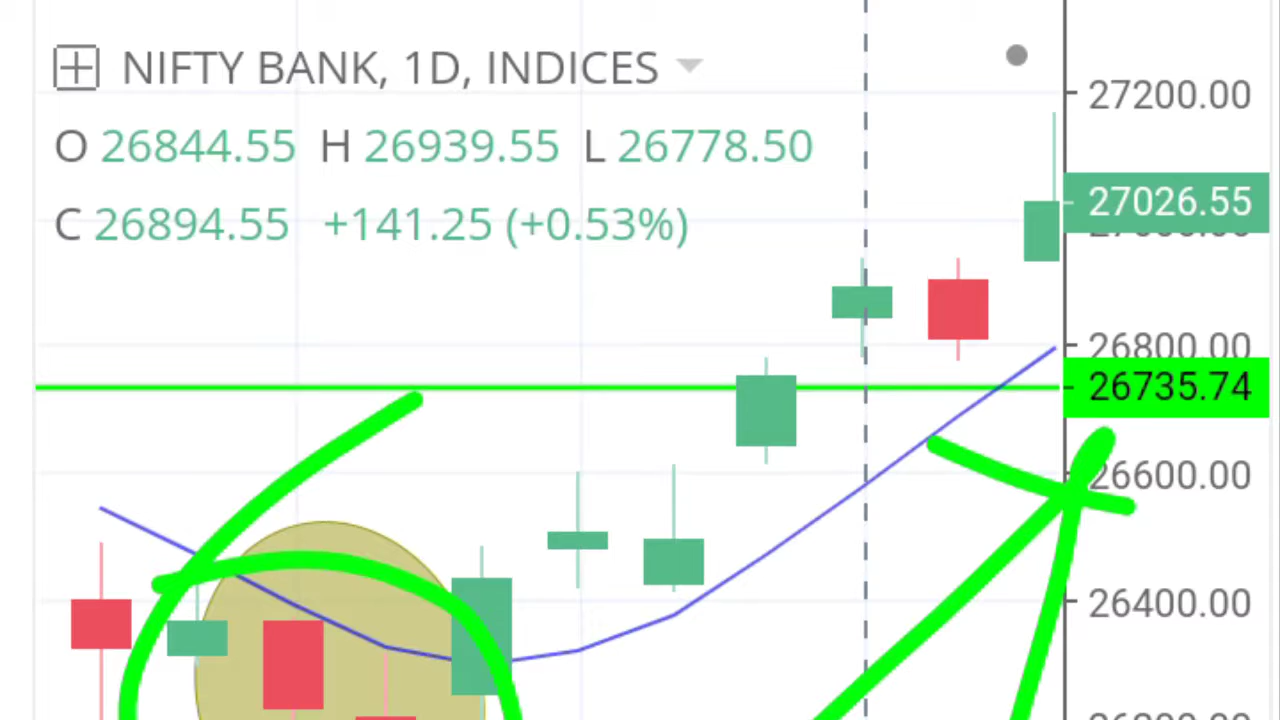 NIFTY BANK, 1D, INDICES
O 26844.55 H 26939.55 L 26778.50
C 26894.55 +141.25 (+0.53%)
27200.00
27026.55
26800.00
26735.74
26600.00
26400.00